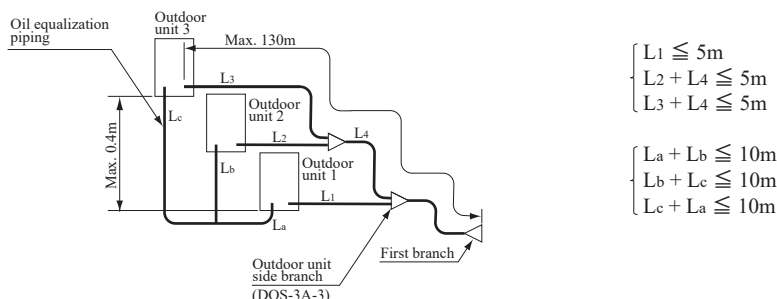 Oil equalization
piping
Outdoor
unit 3
Max. 130m
L3
Outdoor
unit 2
Lc
L2
L4
Max. 0.4m
Lb
Outdoor
unit 1
L1
La
Outdoor unit
side branch
(DOS-3A-3)
First branch
L1 ≦ 5m
L2 + L4 ≦ 5m
L3 + L4 ≦ 5m
La + Lb ≦ 10m
Lb + Lc ≦ 10m
Lc + La ≦ 10m